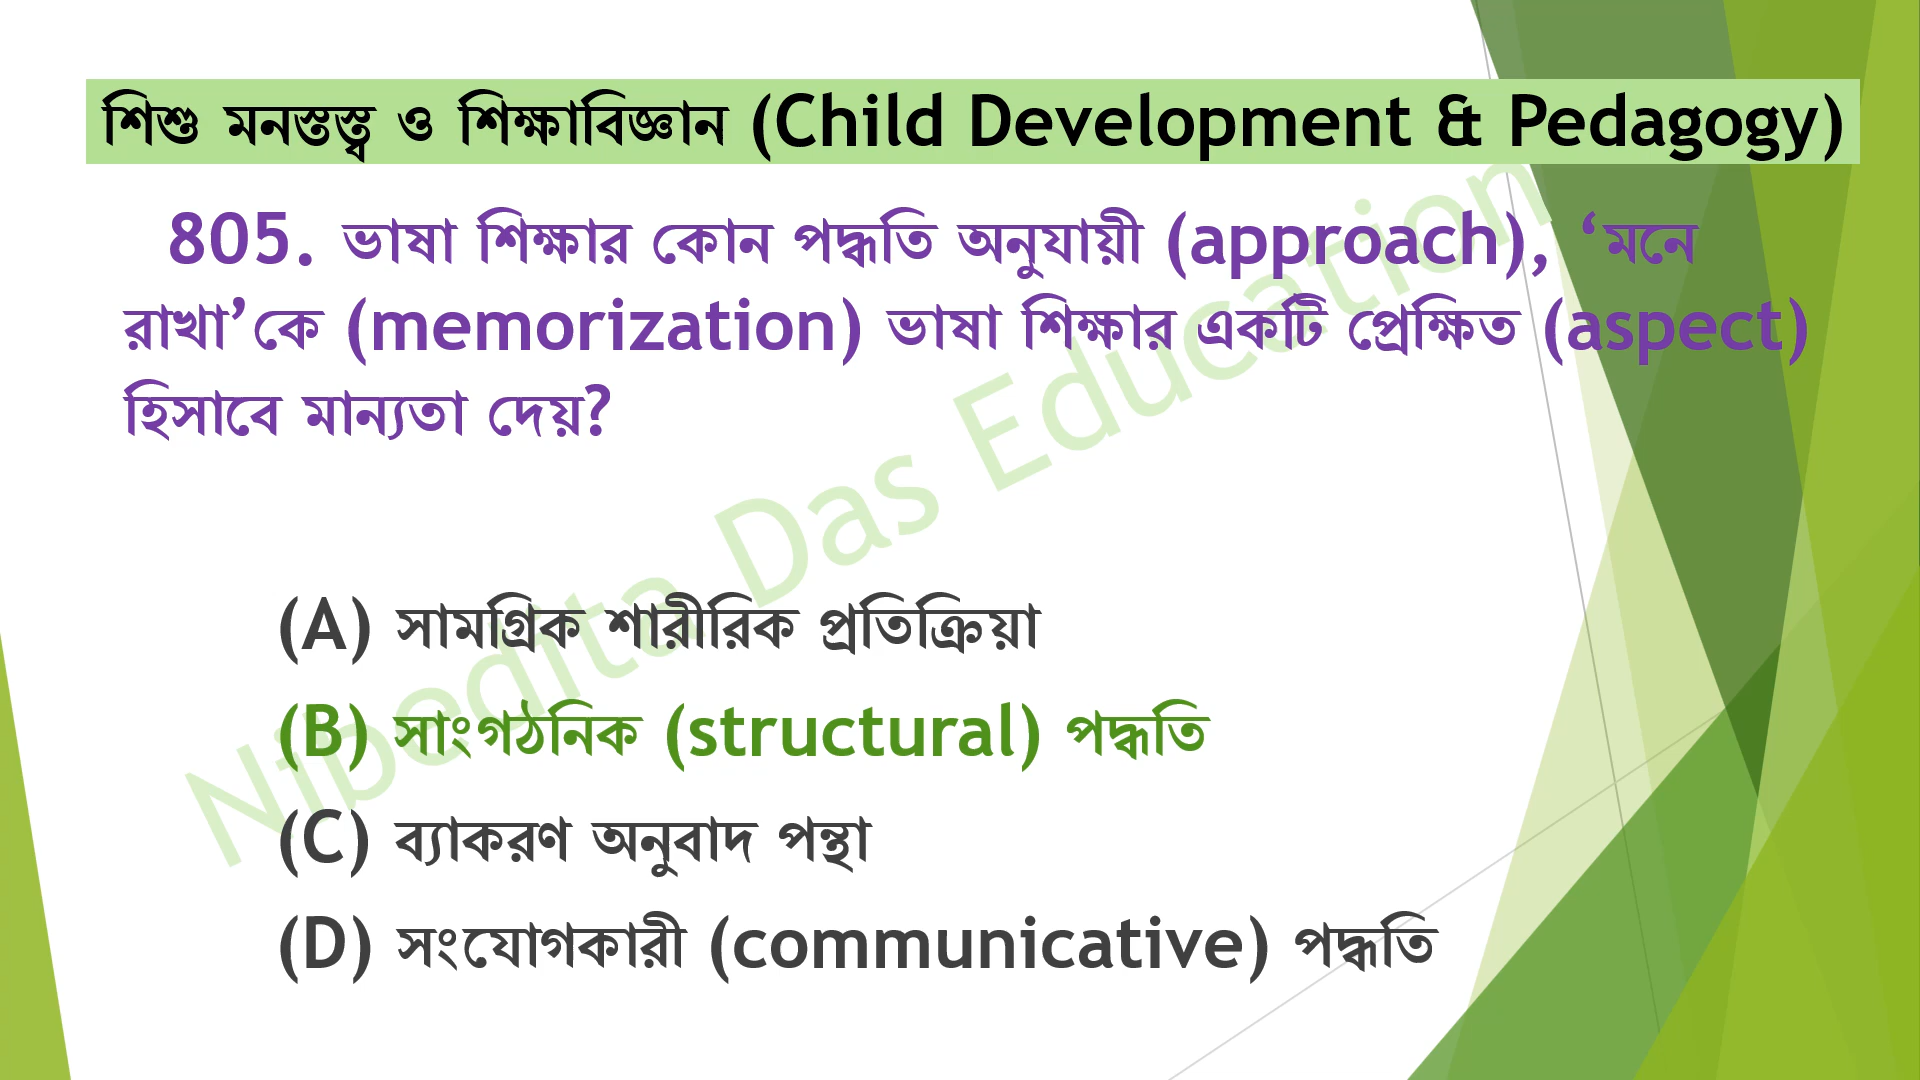 শিশু মনস্তত্ত্ব ও শিক্ষাবিজ্ঞান (Child Development & Pedagogy)
805. ভাষা শিক্ষার কোন পদ্ধতি অনুযায়ী (approach), ‘মনে
রাখা’কে (memorization) ভাষা শিক্ষার একটি প্রেক্ষিত (aspect)
হিসাবে মান্যতা দেয়?
(A) সামগ্রিক শারীরিক প্রতিক্রিয়া
(B) সাংগঠনিক (structural) পদ্ধতি
(C) ব্যাকরণ অনুবাদ পন্থা
(D) সংযোগকারী (communicative) পদ্ধতি
Nibedita Das Education